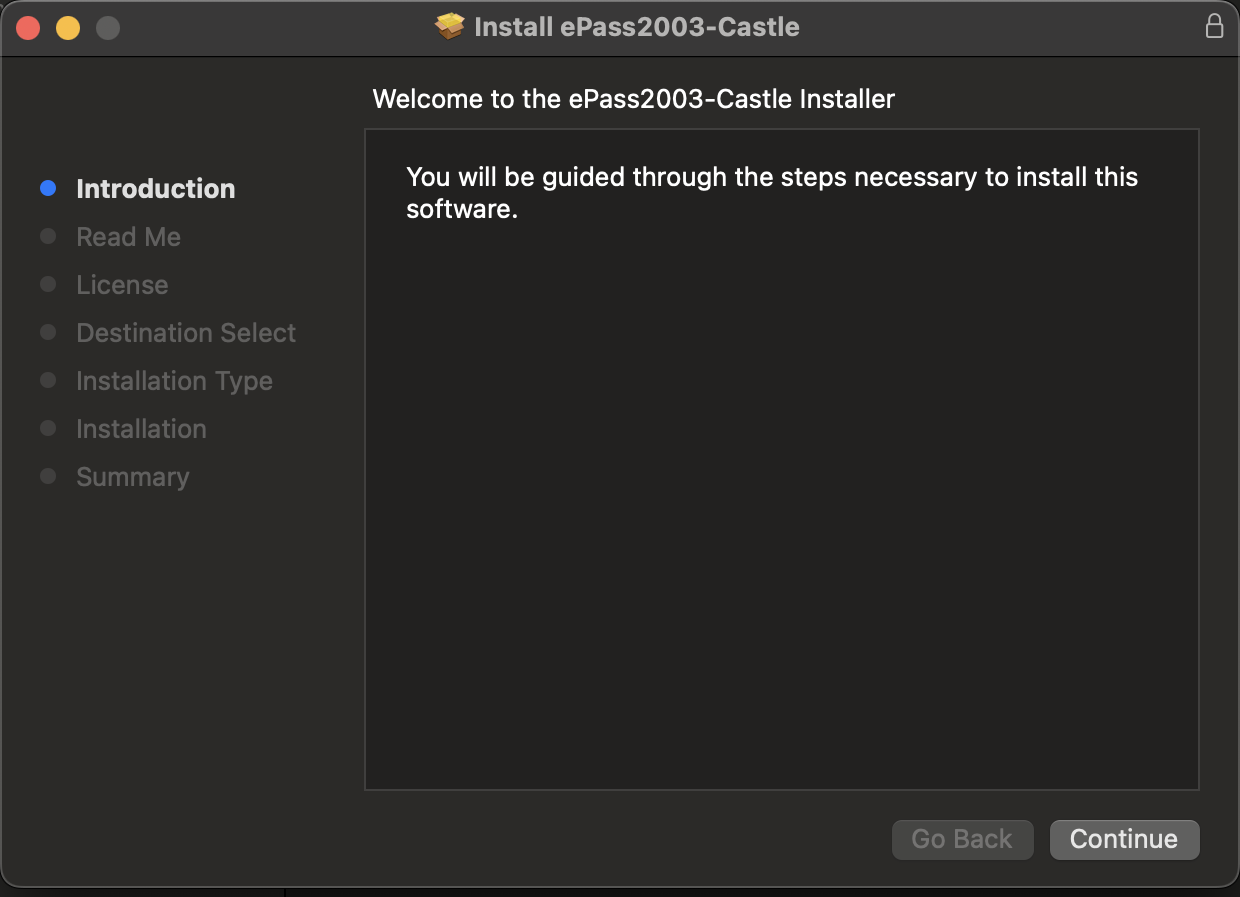 Install ePass2003-Castle
Welcome to the ePass2003-Castle Installer
Introduction
Read Me
License
Destination Select
Installation Type
Installation
Summary
You will be guided through the steps necessary to install this
software.
Go Back
Continue